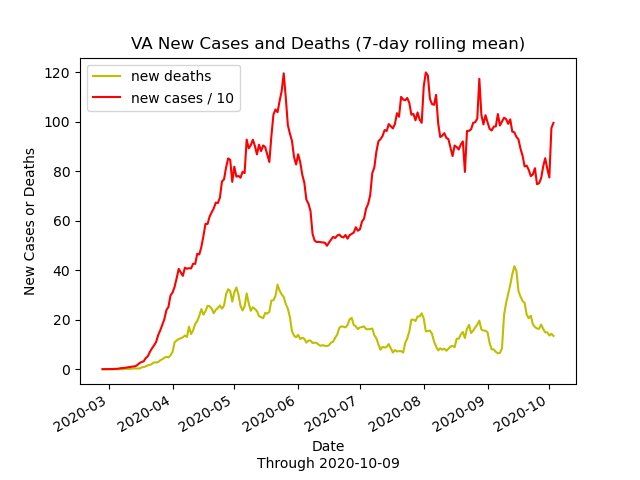 VA New Cases and Deaths (7-day rolling mean)
new deaths
new cases / 10
120
100
80
60
40
20
0
New Cases or Deaths
2020-03
2020-04
2020-05
2020-06
2020-07
2020-08
2020-09
2020-10
Date
Through 2020-10-09